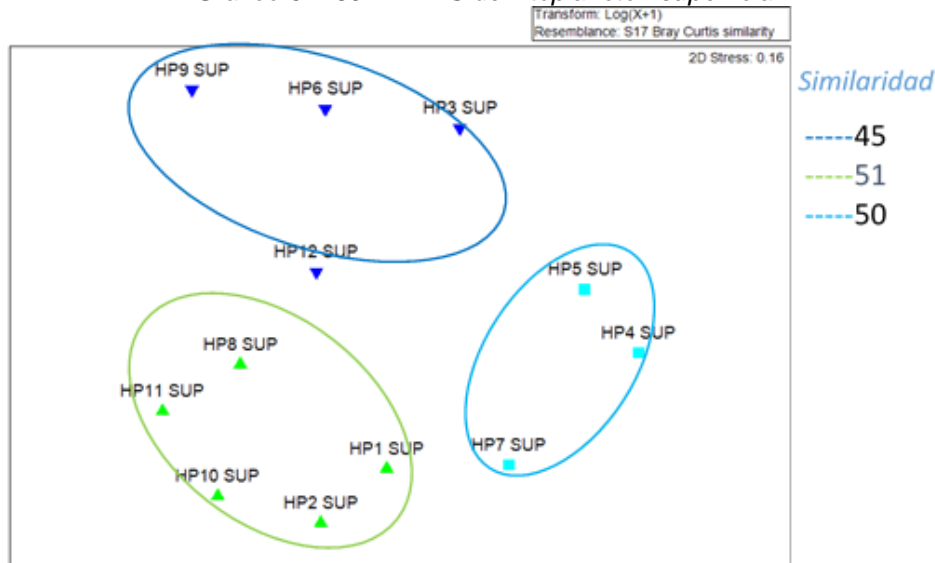 Transform: Log(X+1)
Resemblance: S17 Bray Curtis similarity
2D Stress: 0.16
HP9 SUP
HP6 SUP
HP3 SUP
HP12 SUP
HP5 SUP
HP4 SUP
HP8 SUP
HP11 SUP
HP1 SUP
HP7 SUP
HP10 SUP
HP2 SUP
Similaridad
-----45
-----51
-----50